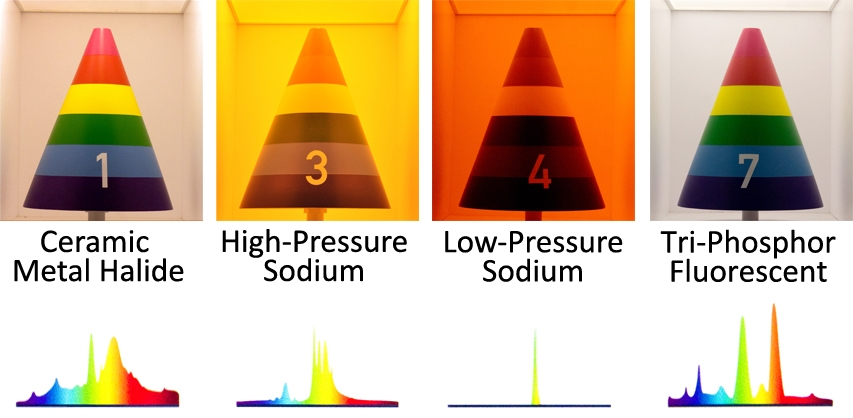 1
3
4
7
Ceramic
Metal Halide
High-Pressure
Sodium
Low-Pressure
Sodium
Tri-Phosphor
Fluorescent